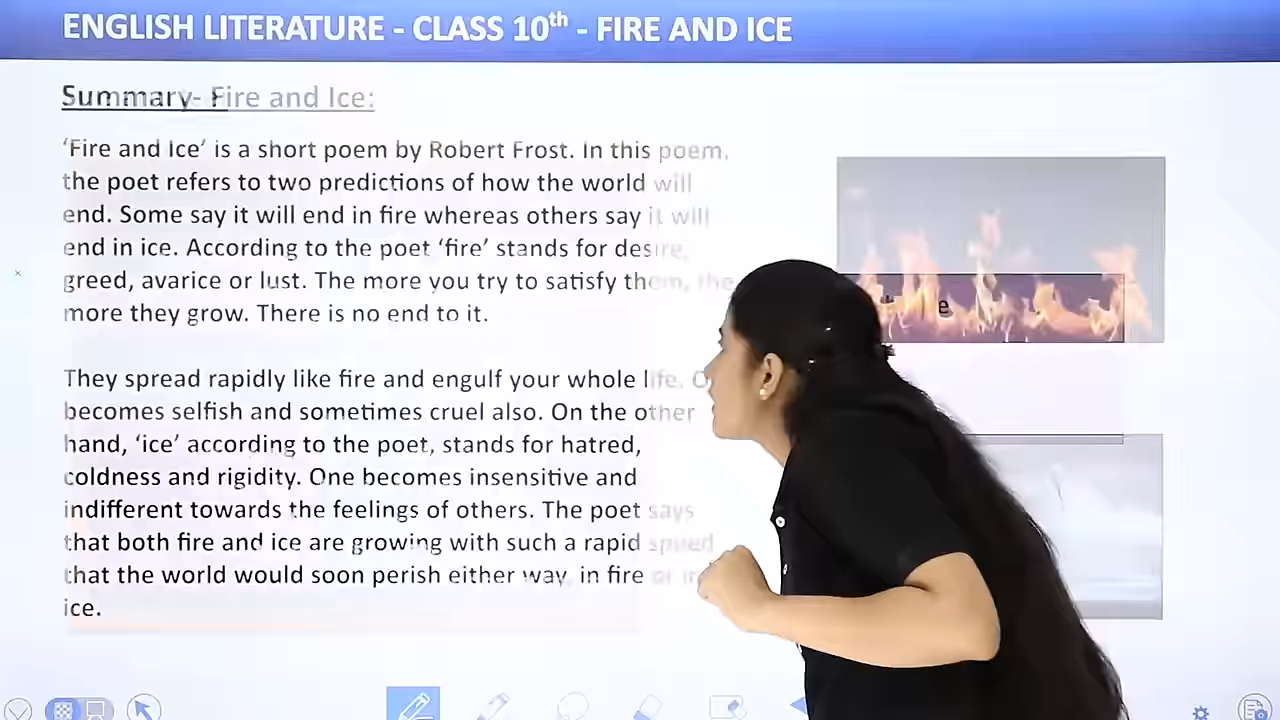 ENGLISH LITERATURE - CLASS 10th - FIRE AND ICE
Summary- Fire and Ice:
‘Fire and Ice’ is a short poem by Robert Frost. In this poem,
the poet refers to two predictions of how the world will
end. Some say it will end in fire whereas others say it will
end in ice. According to the poet ‘fire’ stands for desire,
greed, avarice or lust. The more you try to satisfy them, the
more they grow. There is no end to it.
They spread rapidly like fire and engulf your whole life.
becomes selfish and sometimes cruel also. On the other
hand, ‘ice’ according to the poet, stands for hatred,
coldness and rigidity. One becomes insensitive and
indifferent towards the feelings of others. The poet says
that both fire and ice are growing with such a rapid speed
that the world would soon perish either way, in fire or in
ice.